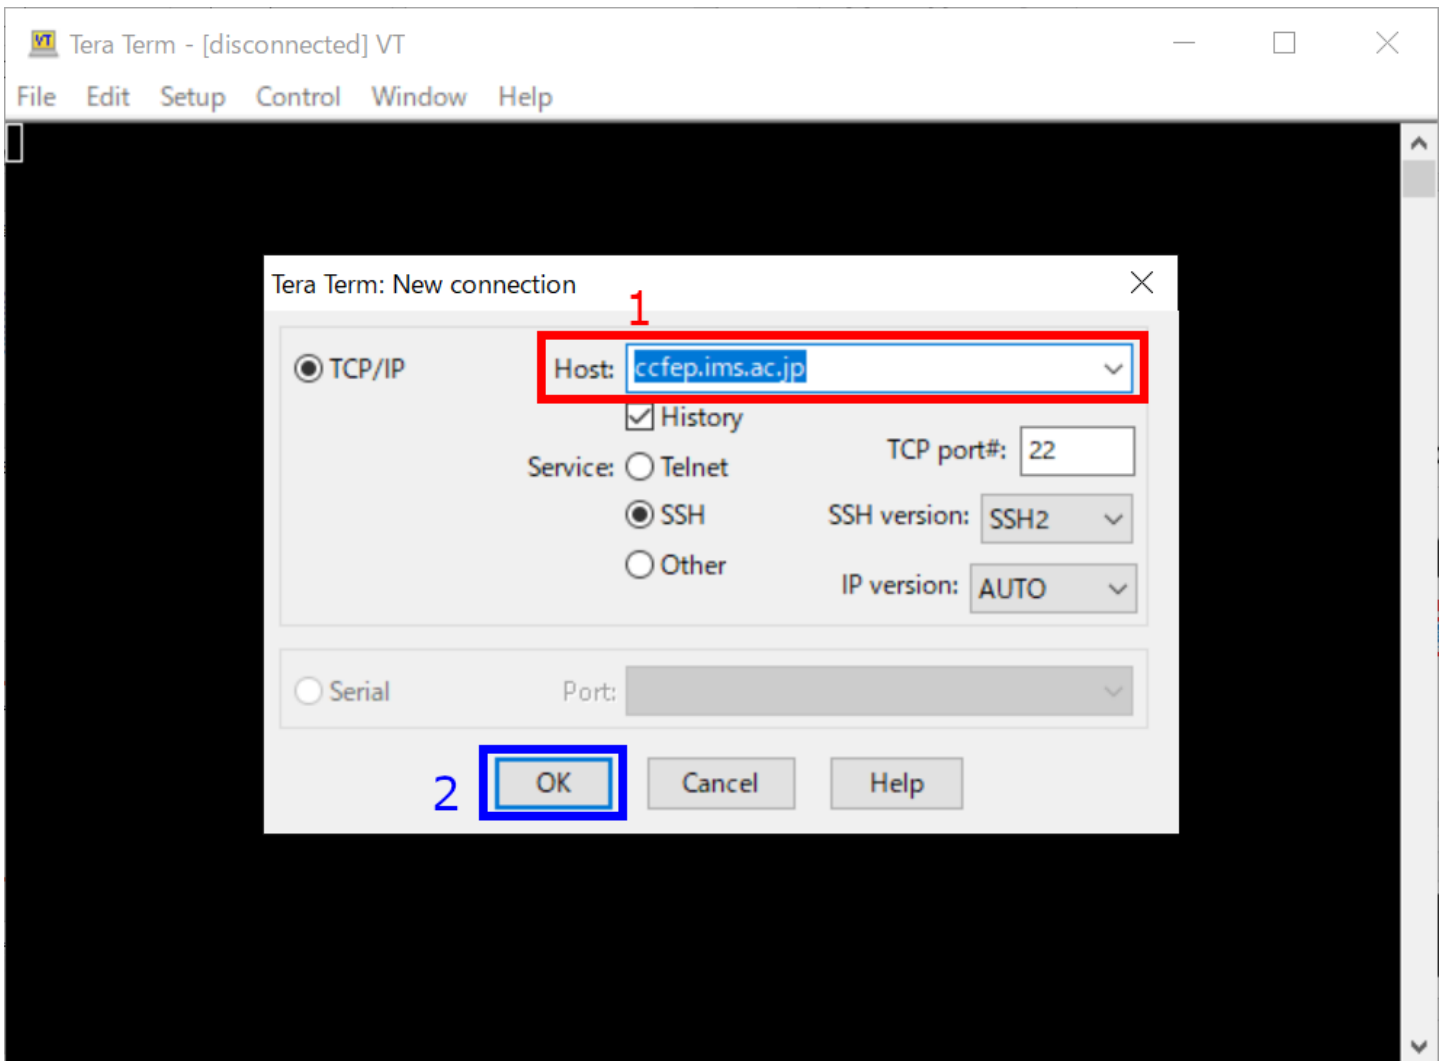 VT Tera Term - [disconnected] VT
File Edit Setup Control Window Help
Tera Term: New connection
1
TCP/IP Host: ccfep.ims.ac.jp
History
TCP port#: 22
Service: Telnet
SSH SSH version: SSH2
Other
IP version: AUTO
Serial Port:
2 OK Cancel Help